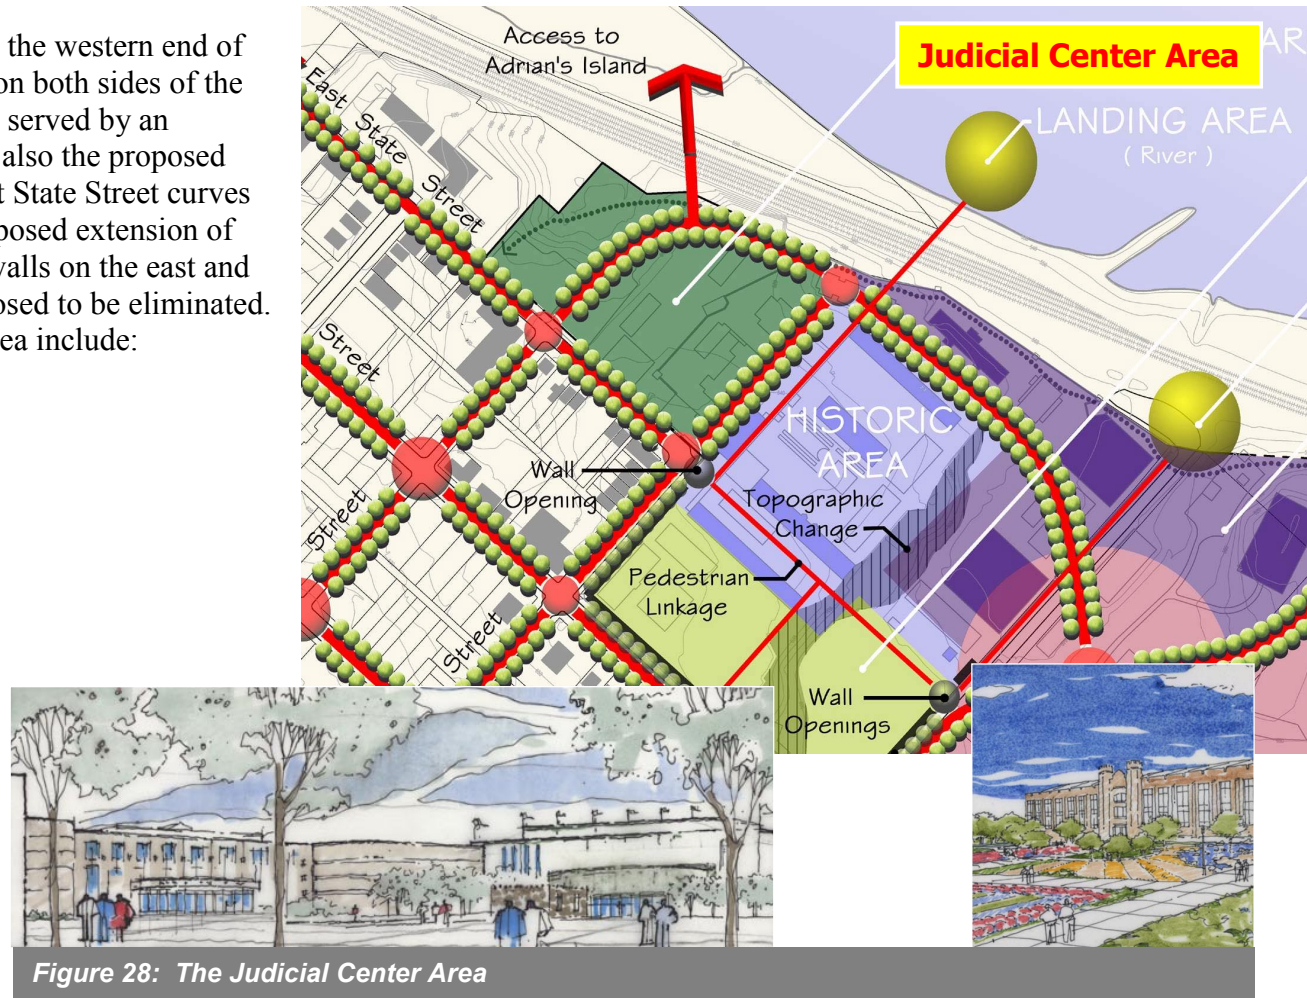 the western end of
on both sides of the
served by an
also the proposed
t State Street curves
posed extension of
walls on the east and
osed to be eliminated.
ea include:
Access to
Adrian's Island
Judicial Center Area
AR
LANDING AREA
( River )
East State Street
Street
Street
Street
HISTORIC
AREA
Wall
Opening
Topographic
Change
Pedestrian
Linkage
Wall
Openings
Figure 28: The Judicial Center Area